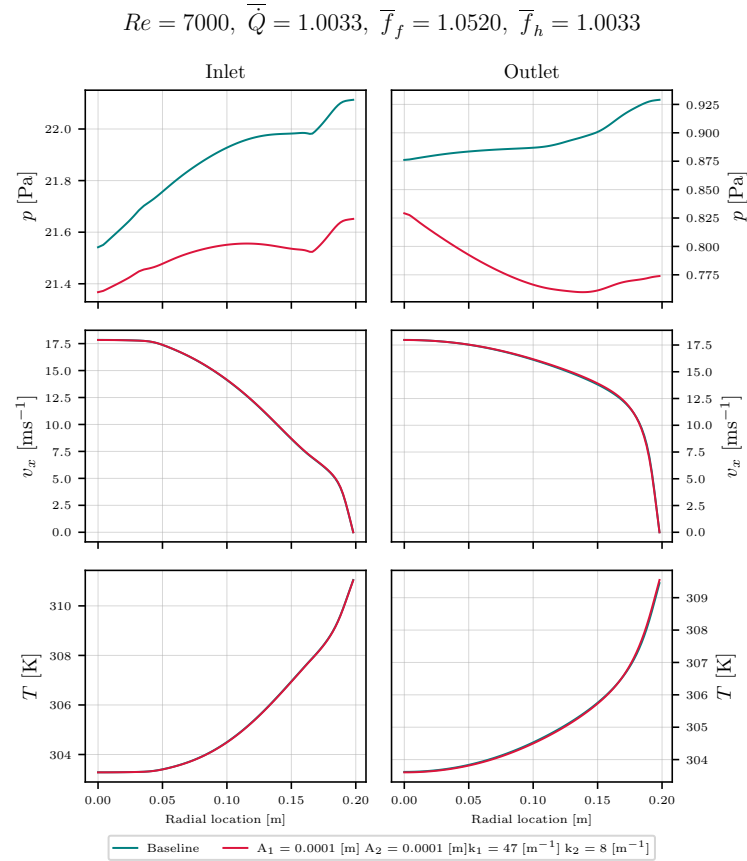 Re = 7000, \overline{\dot{Q}} = 1.0033, \overline{f}_f = 1.0520, \overline{f}_h = 1.0033
Inlet
Outlet
22.0
21.8
21.6
21.4
p [Pa]
0.925
0.900
0.875
0.850
0.825
0.800
0.775
p [Pa]
17.5
15.0
12.5
10.0
7.5
5.0
2.5
0.0
v_x [ms⁻¹]
17.5
15.0
12.5
10.0
7.5
5.0
2.5
0.0
v_x [ms⁻¹]
310
308
306
304
T [K]
309
308
307
306
305
304
T [K]
0.00 0.05 0.10 0.15 0.20
Radial location [m]
0.00 0.05 0.10 0.15 0.20
Radial location [m]
Baseline
A₁ = 0.0001 [m] A₂ = 0.0001 [m]k₁ = 47 [m⁻¹] k₂ = 8 [m⁻¹]